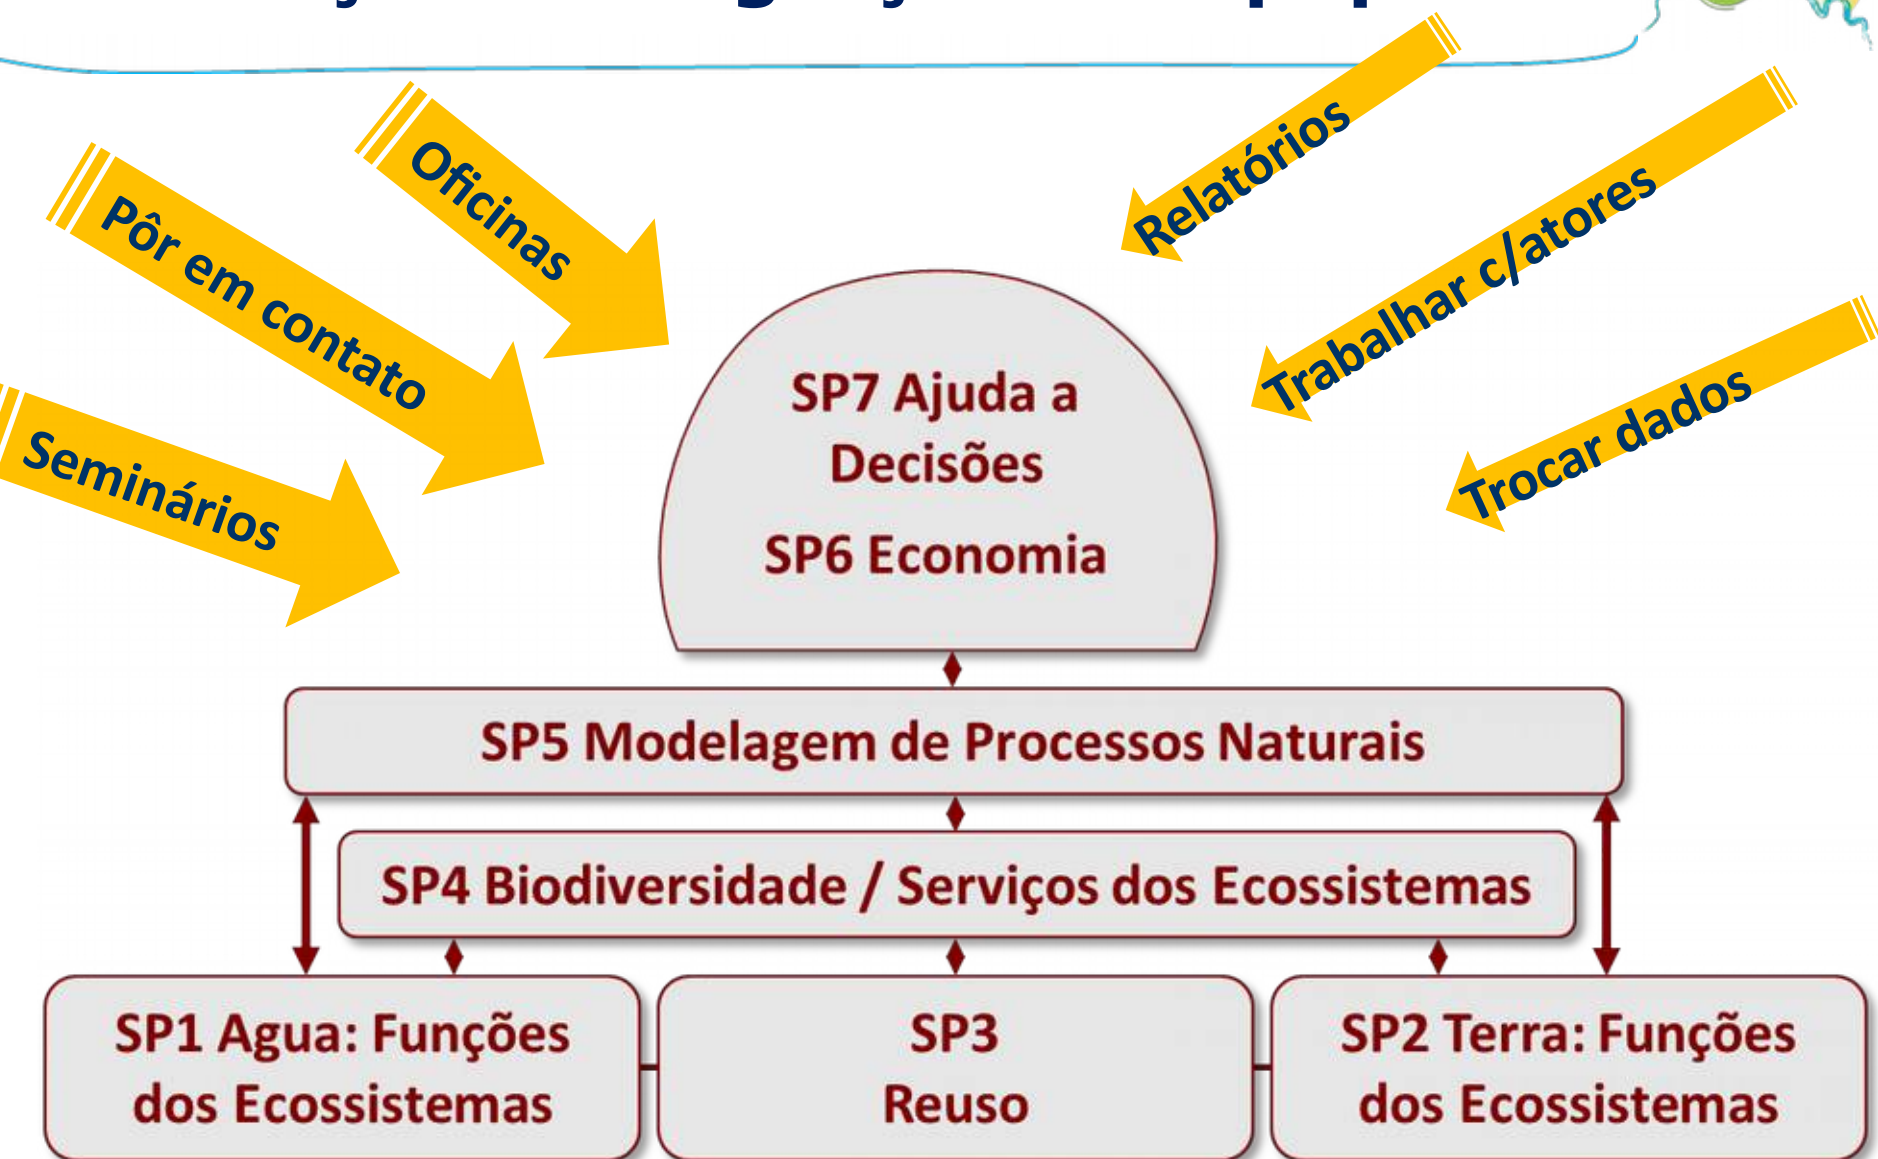 Oficinas
Pôr em contato
Seminários
Relatórios
Trabalhar c/atores
Trocar dados
SP7 Ajuda a
Decisões
SP6 Economia
SP5 Modelagem de Processos Naturais
SP4 Biodiversidade / Serviços dos Ecossistemas
SP1 Agua: Funções
dos Ecossistemas
SP3
Reuso
SP2 Terra: Funções
dos Ecossistemas